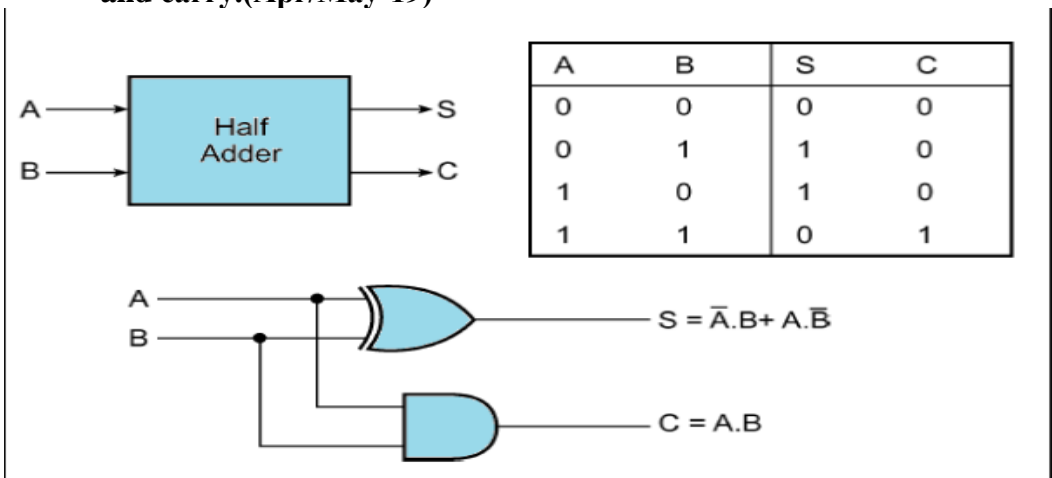 and carry.(Apr/May-19)
A
S
Half
Adder
B
C
A B S C
0 0 0 0
0 1 1 0
1 0 1 0
1 1 0 1
A
B
S = A̅.B+ A.B̅
C = A.B